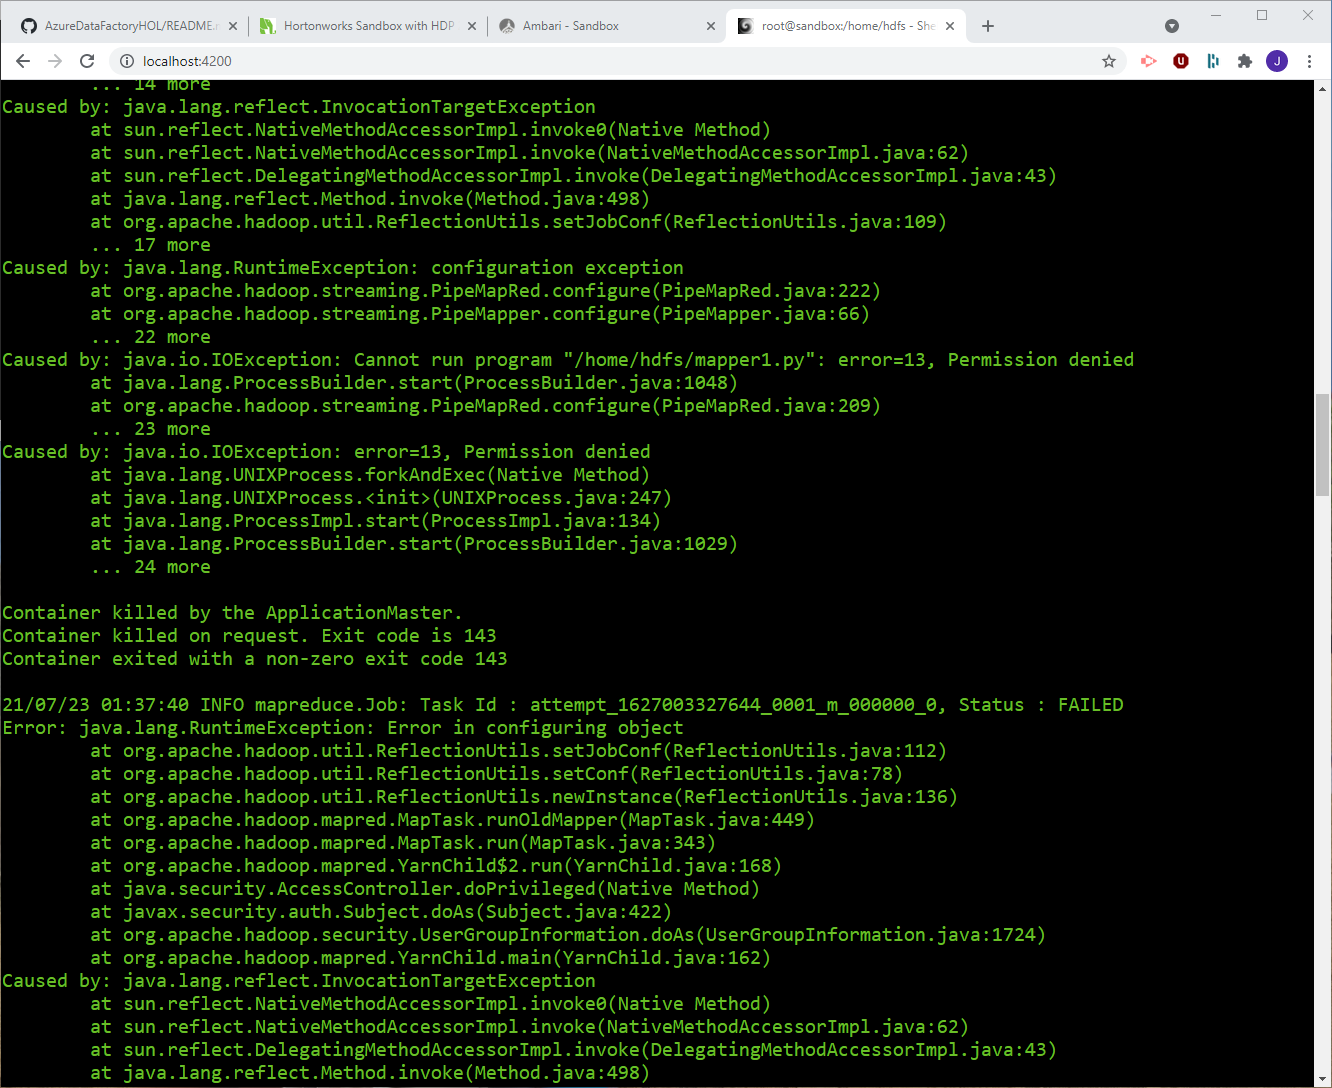 AzureDataFactoryHOL/README.m
Hortonworks Sandbox with HDP
Ambari - Sandbox
root@sandbox:/home/hdfs - She
localhost:4200
J
... 14 more
Caused by: java.lang.reflect.InvocationTargetException
at sun.reflect.NativeMethodAccessorImpl.invoke0(Native Method)
at sun.reflect.NativeMethodAccessorImpl.invoke(NativeMethodAccessorImpl.java:62)
at sun.reflect.DelegatingMethodAccessorImpl.invoke(DelegatingMethodAccessorImpl.java:43)
at java.lang.reflect.Method.invoke(Method.java:498)
at org.apache.hadoop.util.ReflectionUtils.setJobConf(ReflectionUtils.java:109)
... 17 more
Caused by: java.lang.RuntimeException: configuration exception
at org.apache.hadoop.streaming.PipeMapRed.configure(PipeMapRed.java:222)
at org.apache.hadoop.streaming.PipeMapper.configure(PipeMapper.java:66)
... 22 more
Caused by: java.io.IOException: Cannot run program "/home/hdfs/mapper1.py": error=13, Permission denied
at java.lang.ProcessBuilder.start(ProcessBuilder.java:1048)
at org.apache.hadoop.streaming.PipeMapRed.configure(PipeMapRed.java:209)
... 23 more
Caused by: java.io.IOException: error=13, Permission denied
at java.lang.UNIXProcess.forkAndExec(Native Method)
at java.lang.UNIXProcess.<init>(UNIXProcess.java:247)
at java.lang.ProcessImpl.start(ProcessImpl.java:134)
at java.lang.ProcessBuilder.start(ProcessBuilder.java:1029)
... 24 more
Container killed by the ApplicationMaster.
Container killed on request. Exit code is 143
Container exited with a non-zero exit code 143
21/07/23 01:37:40 INFO mapreduce.Job: Task Id : attempt_1627003327644_0001_m_000000_0, Status : FAILED
Error: java.lang.RuntimeException: Error in configuring object
at org.apache.hadoop.util.ReflectionUtils.setJobConf(ReflectionUtils.java:112)
at org.apache.hadoop.util.ReflectionUtils.setConf(ReflectionUtils.java:78)
at org.apache.hadoop.util.ReflectionUtils.newInstance(ReflectionUtils.java:136)
at org.apache.hadoop.mapred.MapTask.runOldMapper(MapTask.java:449)
at org.apache.hadoop.mapred.MapTask.run(MapTask.java:343)
at org.apache.hadoop.mapred.YarnChild$2.run(YarnChild.java:168)
at java.security.AccessController.doPrivileged(Native Method)
at javax.security.auth.Subject.doAs(Subject.java:422)
at org.apache.hadoop.security.UserGroupInformation.doAs(UserGroupInformation.java:1724)
at org.apache.hadoop.mapred.YarnChild.main(YarnChild.java:162)
Caused by: java.lang.reflect.InvocationTargetException
at sun.reflect.NativeMethodAccessorImpl.invoke0(Native Method)
at sun.reflect.NativeMethodAccessorImpl.invoke(NativeMethodAccessorImpl.java:62)
at sun.reflect.DelegatingMethodAccessorImpl.invoke(DelegatingMethodAccessorImpl.java:43)
at java.lang.reflect.Method.invoke(Method.java:498)